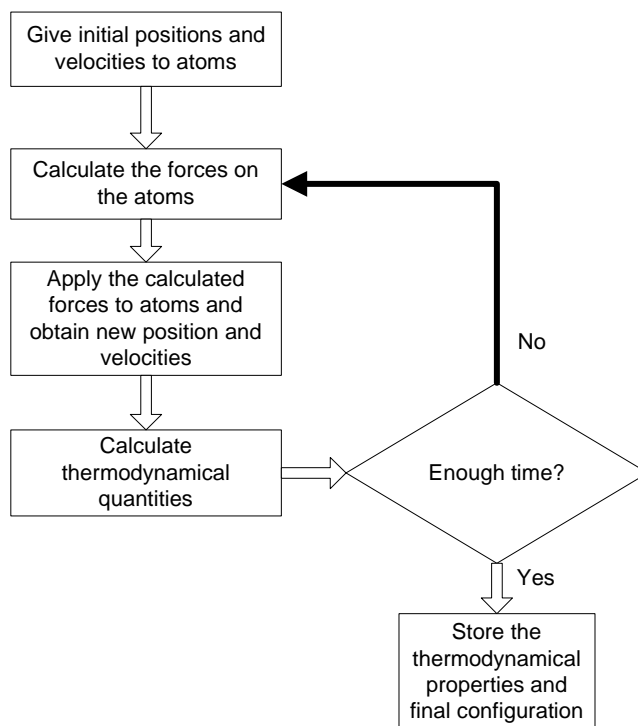 Give initial positions and
velocities to atoms
Calculate the forces on
the atoms
Apply the calculated
forces to atoms and
obtain new position and
velocities
Calculate
thermodynamical
quantities
Enough time?
No
Yes
Store the
thermodynamical
properties and
final configuration